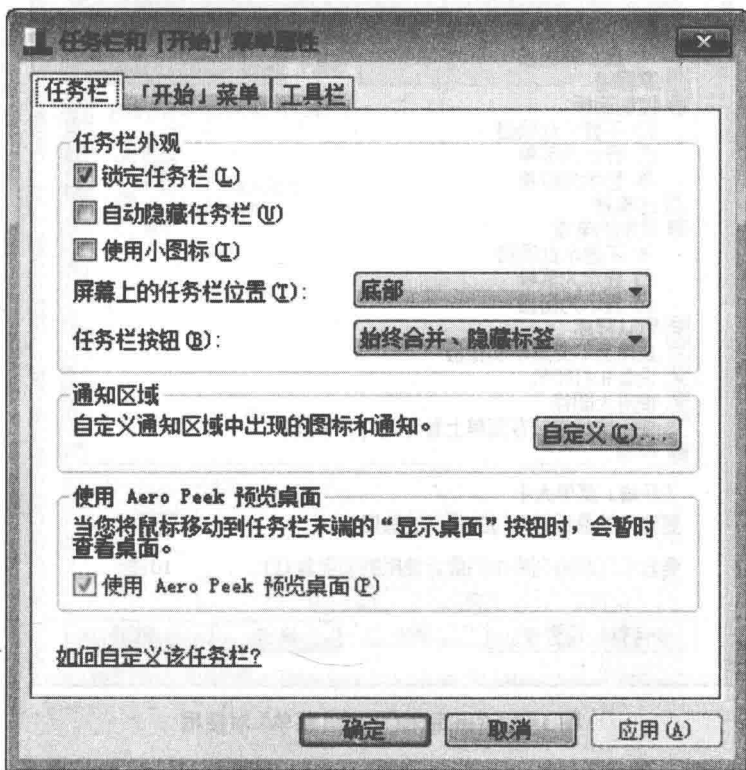 任务栏和「开始」菜单属性
任务栏
「开始」菜单
工具栏
任务栏外观
锁定任务栏(L)
自动隐藏任务栏(U)
使用小图标(I)
屏幕上的任务栏位置(T):
底部
任务栏按钮(B):
始终合并、隐藏标签
通知区域
自定义通知区域中出现的图标和通知。
自定义(C)...
使用 Aero Peek 预览桌面
当您将鼠标移动到任务栏末端的“显示桌面”按钮时，会暂时
查看桌面。
使用 Aero Peek 预览桌面(P)
如何自定义该任务栏?
确定
取消
应用(A)